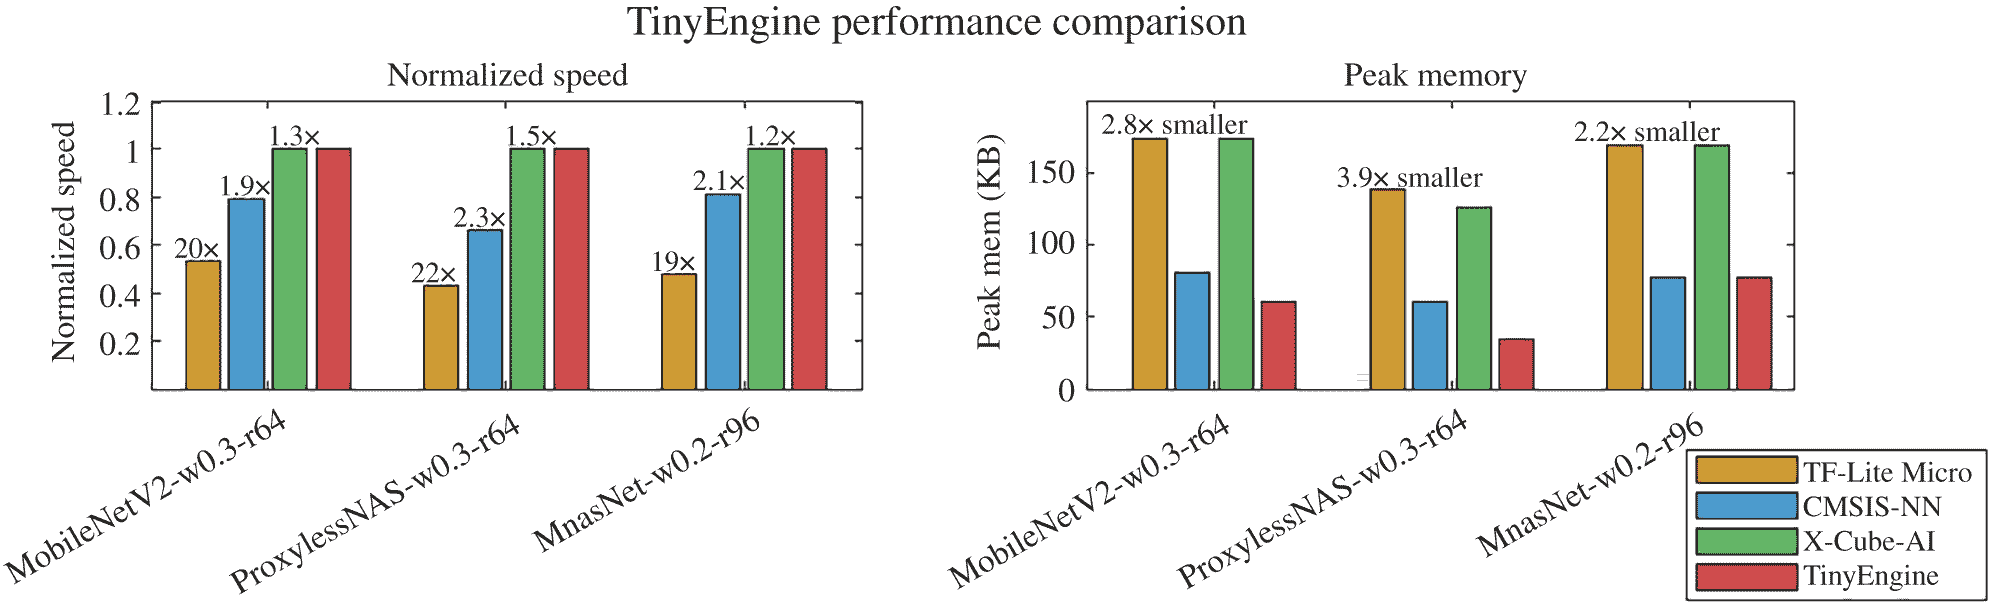 TinyEngine performance comparison
Normalized speed
Normalized speed
1.2
1
0.8
0.6
0.4
0.2
20×
1.9×
1.3×
22×
2.3×
1.5×
19×
2.1×
1.2×
MobileNetV2-w0.3-r64
ProxylessNAS-w0.3-r64
MnasNet-w0.2-r96
Peak memory
Peak mem (KB)
150
100
50
0
2.8× smaller
3.9× smaller
2.2× smaller
MobileNetV2-w0.3-r64
ProxylessNAS-w0.3-r64
MnasNet-w0.2-r96
TF-Lite Micro
CMSIS-NN
X-Cube-AI
TinyEngine